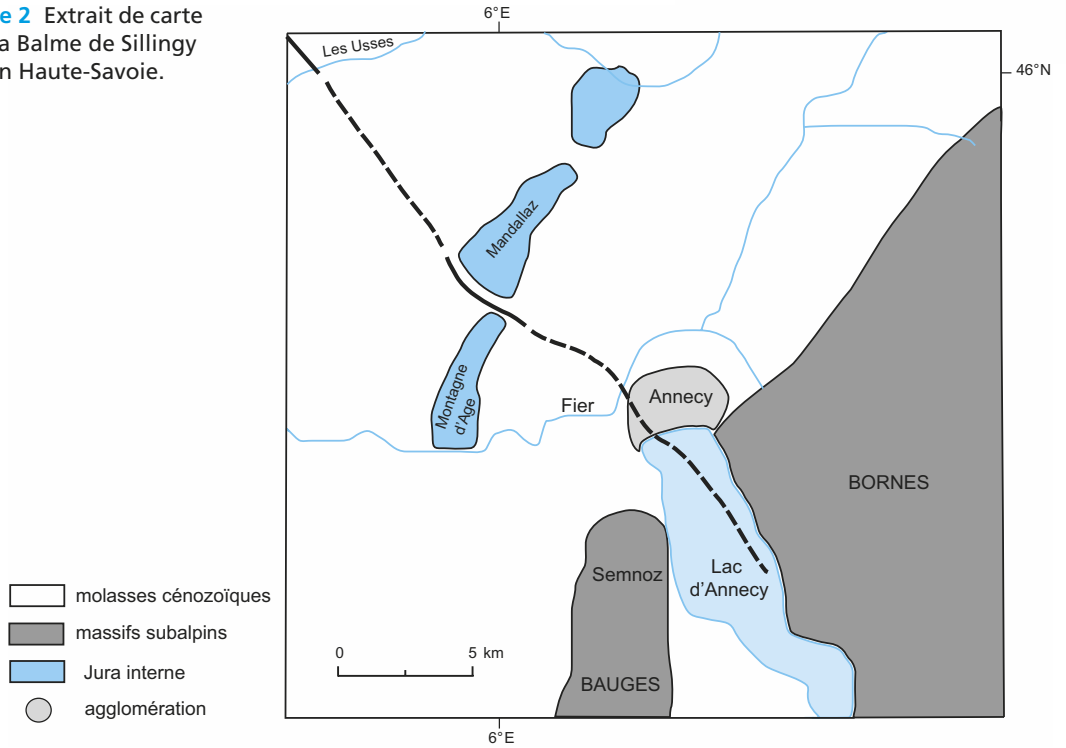 e 2 Extrait de carte
a Balme de Sillingy
n Haute-Savoie.
6°E
46°N
Les Usses
Mandallaz
Montagne
d'Age
Fier
Annecy
BORNES
Semnoz
Lac
d'Annecy
BAUGES
0 5 km
molasses cénozoïques
massifs subalpins
Jura interne
agglomération
6°E